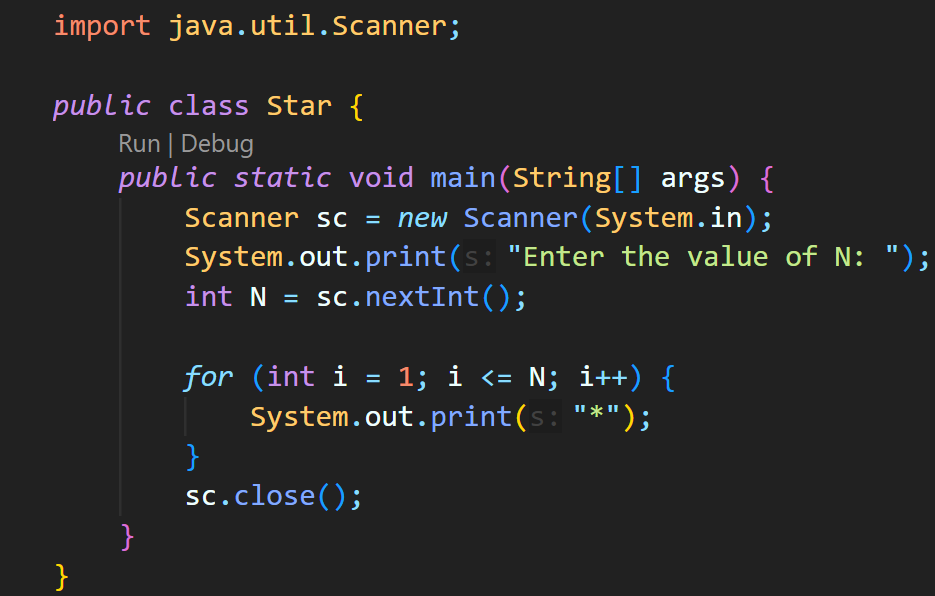 import java.util.Scanner;
public class Star {
Run | Debug
public static void main(String[] args) {
Scanner sc = new Scanner(System.in);
System.out.print(s: "Enter the value of N: ");
int N = sc.nextInt();
for (int i = 1; i <= N; i++) {
System.out.print(s: "*");
}
sc.close();
}
}